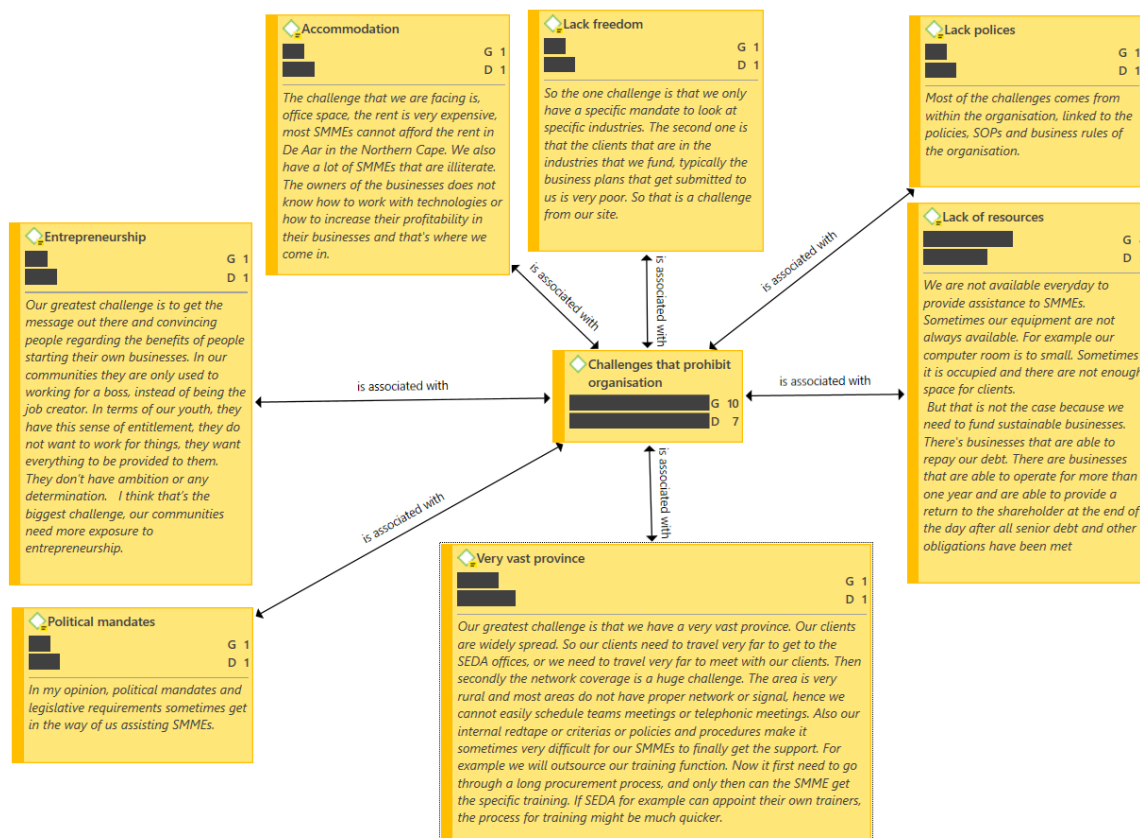 Accommodation
G 1
D 1
The challenge that we are facing is,
office space, the rent is very expensive,
most SMMEs cannot afford the rent in
De Aar in the Northern Cape. We also
have a lot of SMMEs that are illiterate.
The owners of the businesses does not
know how to work with technologies or
how to increase their profitability in
their businesses and that's where we
come in.
Lack freedom
G 1
D 1
So the one challenge is that we only
have a specific mandate to look at
specific industries. The second one is
that the clients that are in the
industries that we fund, typically the
business plans that get submitted to
us is very poor. So that is a challenge
from our site.
Lack polices
G 1
D 1
Most of the challenges comes from
within the organisation, linked to the
policies, SOPs and business rules of
the organisation.
Entrepreneurship
G 1
D 1
Our greatest challenge is to get the
message out there and convincing
people regarding the benefits of people
starting their own businesses. In our
communities they are only used to
working for a boss, instead of being the
job creator. In terms of our youth, they
have this sense of entitlement, they do
not want to work for things, they want
everything to be provided to them.
They don't have ambition or any
determination.   I think that's the
biggest challenge, our communities
need more exposure to
entrepreneurship.
Lack of resources
G
D
We are not available everyday to
provide assistance to SMMEs.
Sometimes our equipment are not
always available. For example our
computer room is to small. Sometimes
it is occupied and there are not enough
space for clients.
But that is not the case because we
need to fund sustainable businesses.
There's businesses that are able to
repay our debt. There are businesses
that are able to operate for more than
one year and are able to provide a
return to the shareholder at the end of
the day after all senior debt and other
obligations have been met
is associated with
is associated with
is associated with
is associated with
is associated with
is associated with
is associated with
Challenges that prohibit
organisation
G 10
D 7
Political mandates
G 1
D 1
In my opinion, political mandates and
legislative requirements sometimes get
in the way of us assisting SMMEs.
Very vast province
G 1
D 1
Our greatest challenge is that we have a very vast province. Our clients
are widely spread. So our clients need to travel very far to get to the
SEDA offices, or we need to travel very far to meet with our clients. Then
secondly the network coverage is a huge challenge. The area is very
rural and most areas do not have proper network or signal, hence we
cannot easily schedule teams meetings or telephonic meetings. Also our
internal redtape or criterias or policies and procedures make it
sometimes very difficult for our SMMEs to finally get the support. For
example we will outsource our training function. Now it first need to go
through a long procurement process, and only then can the SMME get
the specific training. If SEDA for example can appoint their own trainers,
the process for training might be much quicker.